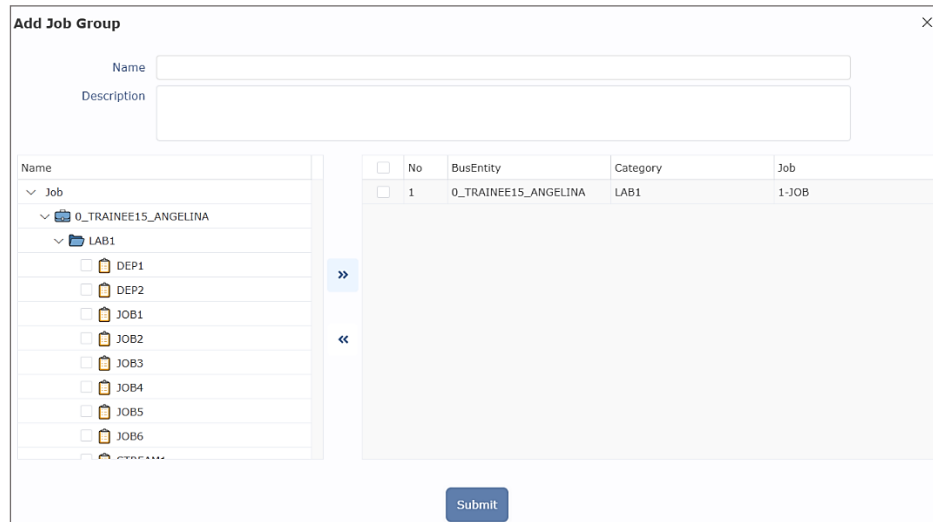 Add Job Group
Name
Description
Name
Job
0_TRAINEE15_ANGELINA
LAB1
DEP1
DEP2
JOB1
JOB2
JOB3
JOB4
JOB5
JOB6
No BusEntity Category Job
1 0_TRAINEE15_ANGELINA LAB1 1-JOB
Submit